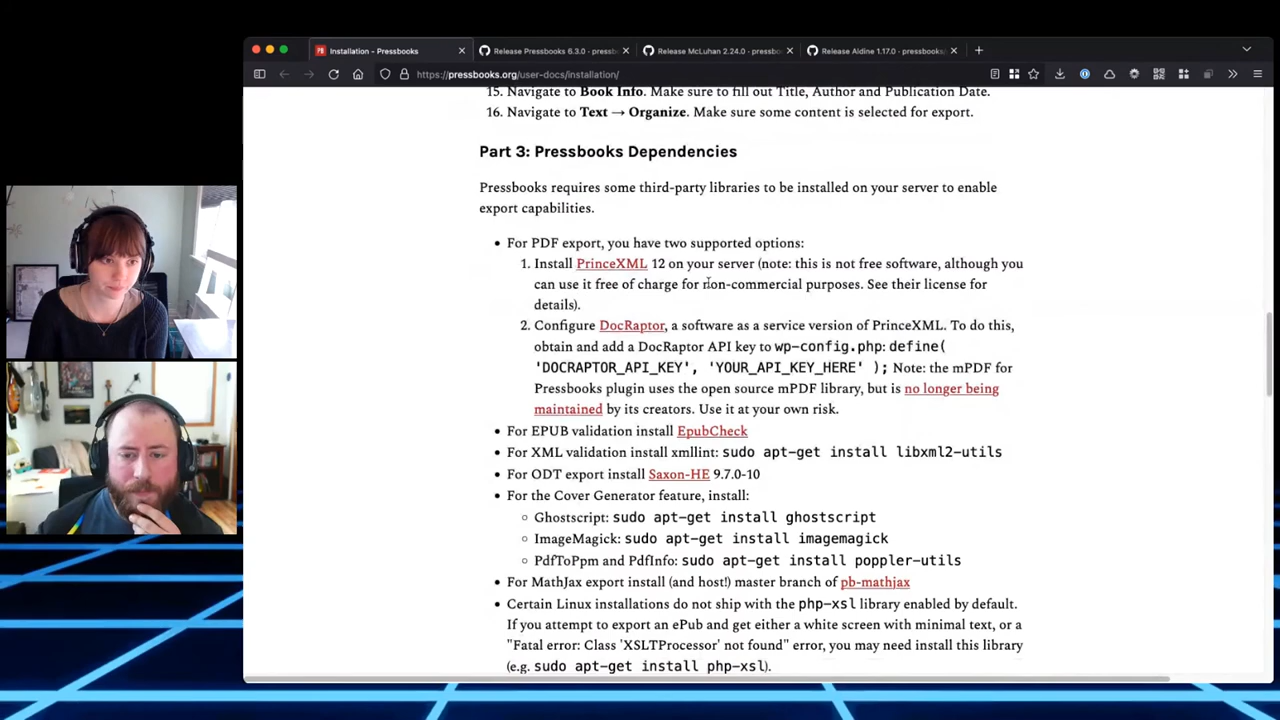 Installation – Pressbooks
Release Pressbooks 6.3.0 · pressb
Release McLuhan 2.24.0 · pressbo
Release Aldine 1.17.0 · pressbooks
https://pressbooks.org/user-docs/installation/
15. Navigate to Book Info. Make sure to fill out Title, Author and Publication Date.
16. Navigate to Text → Organize. Make sure some content is selected for export.
Part 3: Pressbooks Dependencies
Pressbooks requires some third-party libraries to be installed on your server to enable
export capabilities.
• For PDF export, you have two supported options:
1. Install PrinceXML 12 on your server (note: this is not free software, although you
can use it free of charge for non-commercial purposes. See their license for
details).
2. Configure DocRaptor, a software as a service version of PrinceXML. To do this,
obtain and add a DocRaptor API key to wp-config.php: define(
'DOCRAPTOR_API_KEY', 'YOUR_API_KEY_HERE' ); Note: the mPDF for
Pressbooks plugin uses the open source mPDF library, but is no longer being
maintained by its creators. Use it at your own risk.
• For EPUB validation install EpubCheck
• For XML validation install xmllint: sudo apt-get install libxml2-utils
• For ODT export install Saxon-HE 9.7.0-10
• For the Cover Generator feature, install:
○ Ghostscript: sudo apt-get install ghostscript
○ ImageMagick: sudo apt-get install imagemagick
○ PdfToPpm and PdfInfo: sudo apt-get install poppler-utils
• For MathJax export install (and host!) master branch of pb-mathjax
• Certain Linux installations do not ship with the php-xsl library enabled by default.
If you attempt to export an ePub and get either a white screen with minimal text, or a
"Fatal error: Class 'XSLTProcessor' not found" error, you may need install this library
(e.g. sudo apt-get install php-xsl).